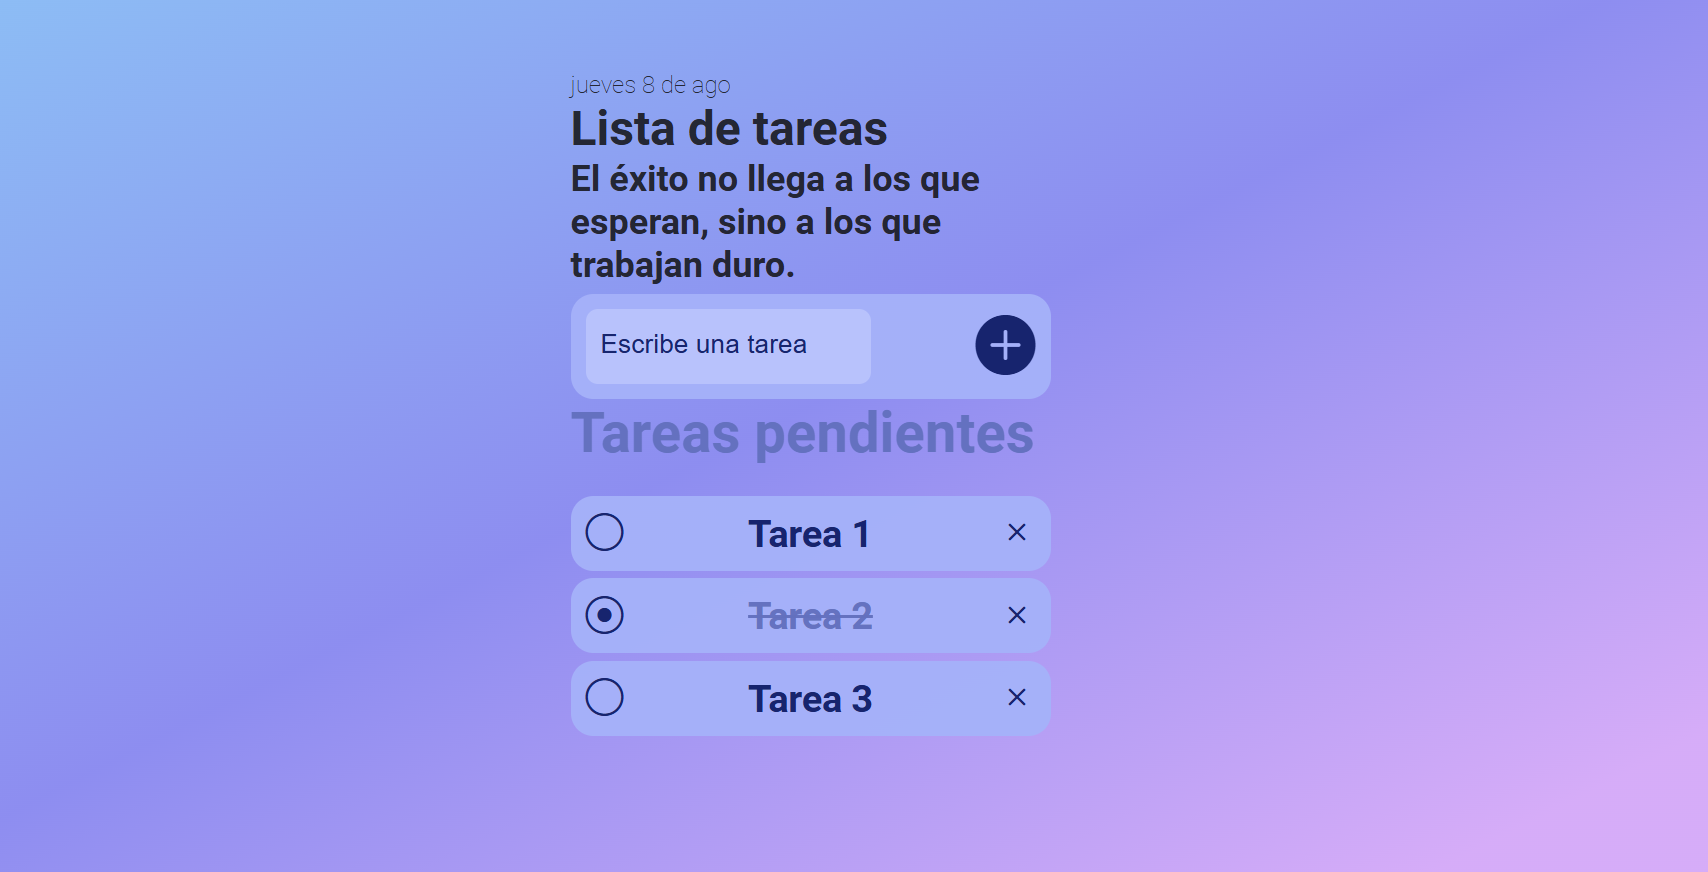 jueves 8 de ago
Lista de tareas
El éxito no llega a los que
esperan, sino a los que
trabajan duro.
Escribe una tarea
Tareas pendientes
Tarea 1
Tarea 2
Tarea 3